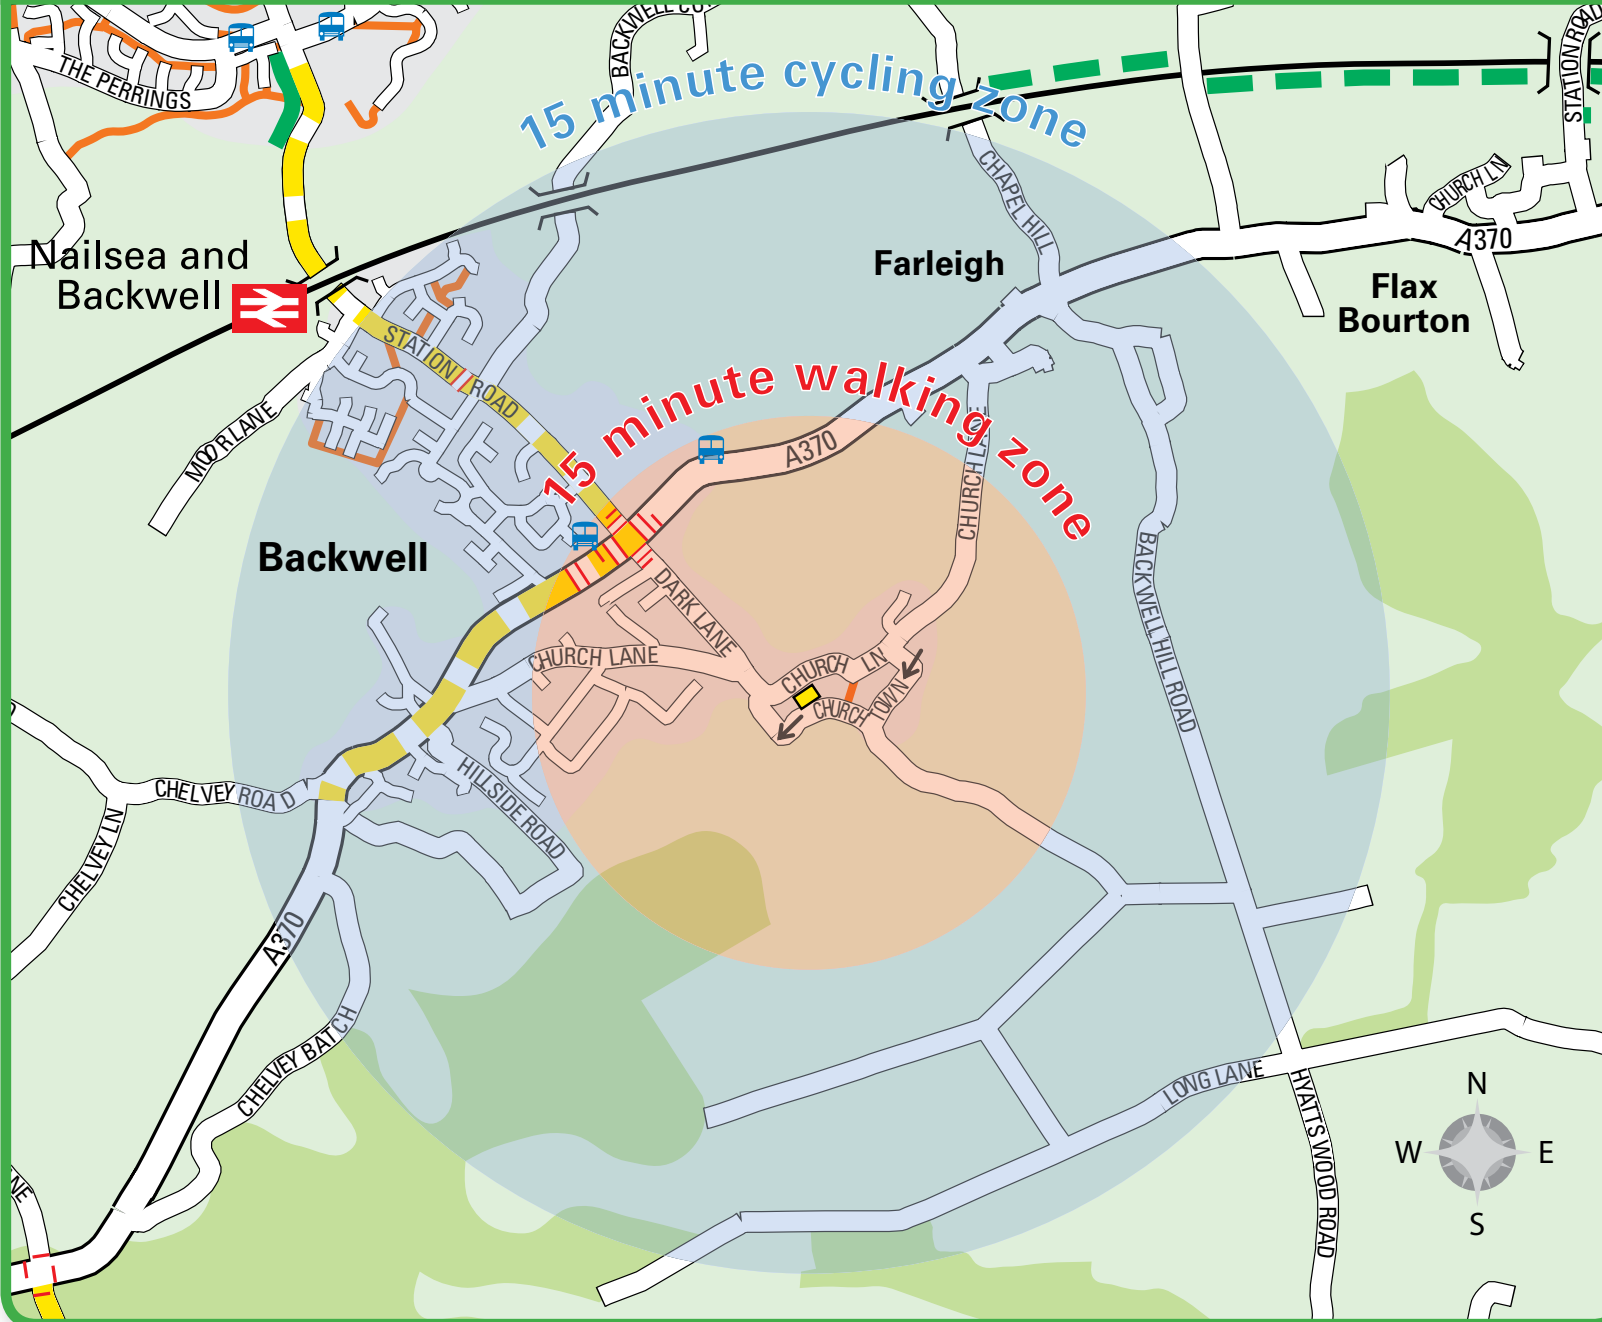 BACKWELL CO
STATION ROAD
THE PERRINGS
15 minute cycling zone
CHAPEL HILL
CHURCH LN
A370
Nailsea and
Backwell
Farleigh
Flax
Bourton
STATION ROAD
15 minute walking zone
MOOR LANE
A370
CHURCH LANE
Backwell
BACKWELL HILL ROAD
DARK LANE
CHURCH LANE
CHURCH LN
CHURCH TOWN
HILLSIDE ROAD
CHELVEY ROAD
CHELVEY LN
A370
CHELVEY BATCH
LONG LANE
HYATTS WOOD ROAD
N
W E
S